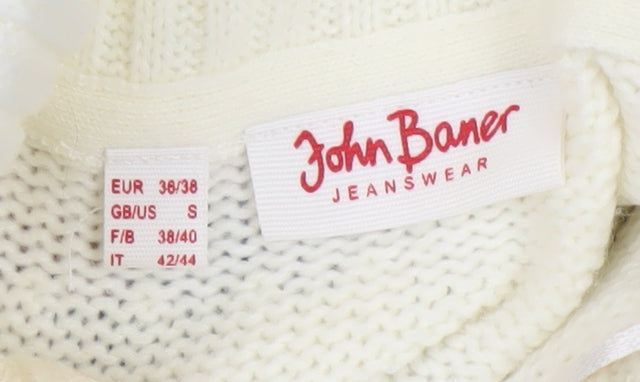 John Baner
JEANSWEAR
EUR 36/38
GB/US S
F/B 38/40
IT 42/44